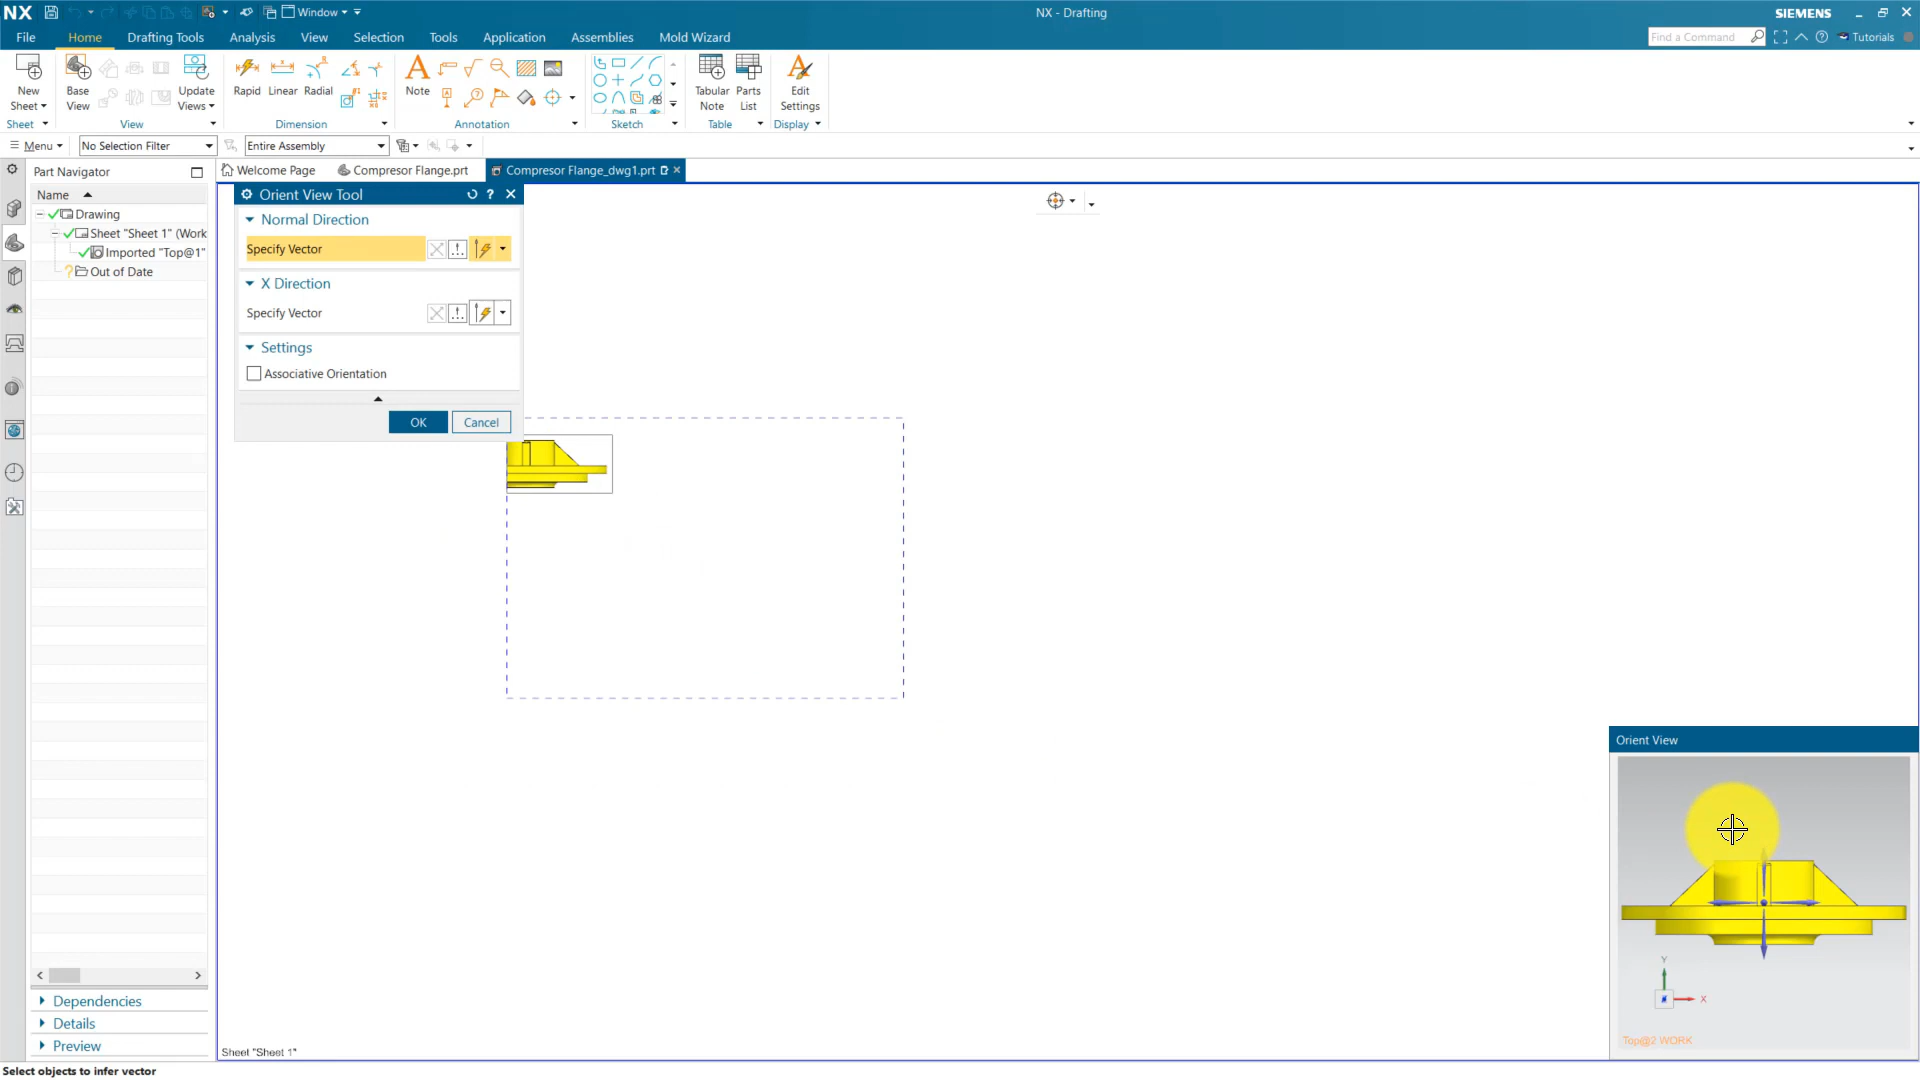 NX
Window
NX - Drafting
SIEMENS
File
Home
Drafting Tools
Analysis
View
Selection
Tools
Application
Assemblies
Mold Wizard
Find a Command
Tutorials
New
Sheet
Base
View
Update
Views
Rapid
Linear
Radial
Note
Tabular
Note
Parts
List
Edit
Settings
Sheet
View
Dimension
Annotation
Sketch
Table
Display
Menu
No Selection Filter
Entire Assembly
Part Navigator
Welcome Page
Compresor Flange.prt
Compresor Flange_dwg1.prt
Name
Drawing
Sheet "Sheet 1" (Work
Imported "Top@1"
Out of Date
Orient View Tool
Normal Direction
Specify Vector
X Direction
Specify Vector
Settings
Associative Orientation
OK
Cancel
Orient View
Y
X
Top@2 WORK
Dependencies
Details
Preview
Sheet "Sheet 1"
Select objects to infer vector